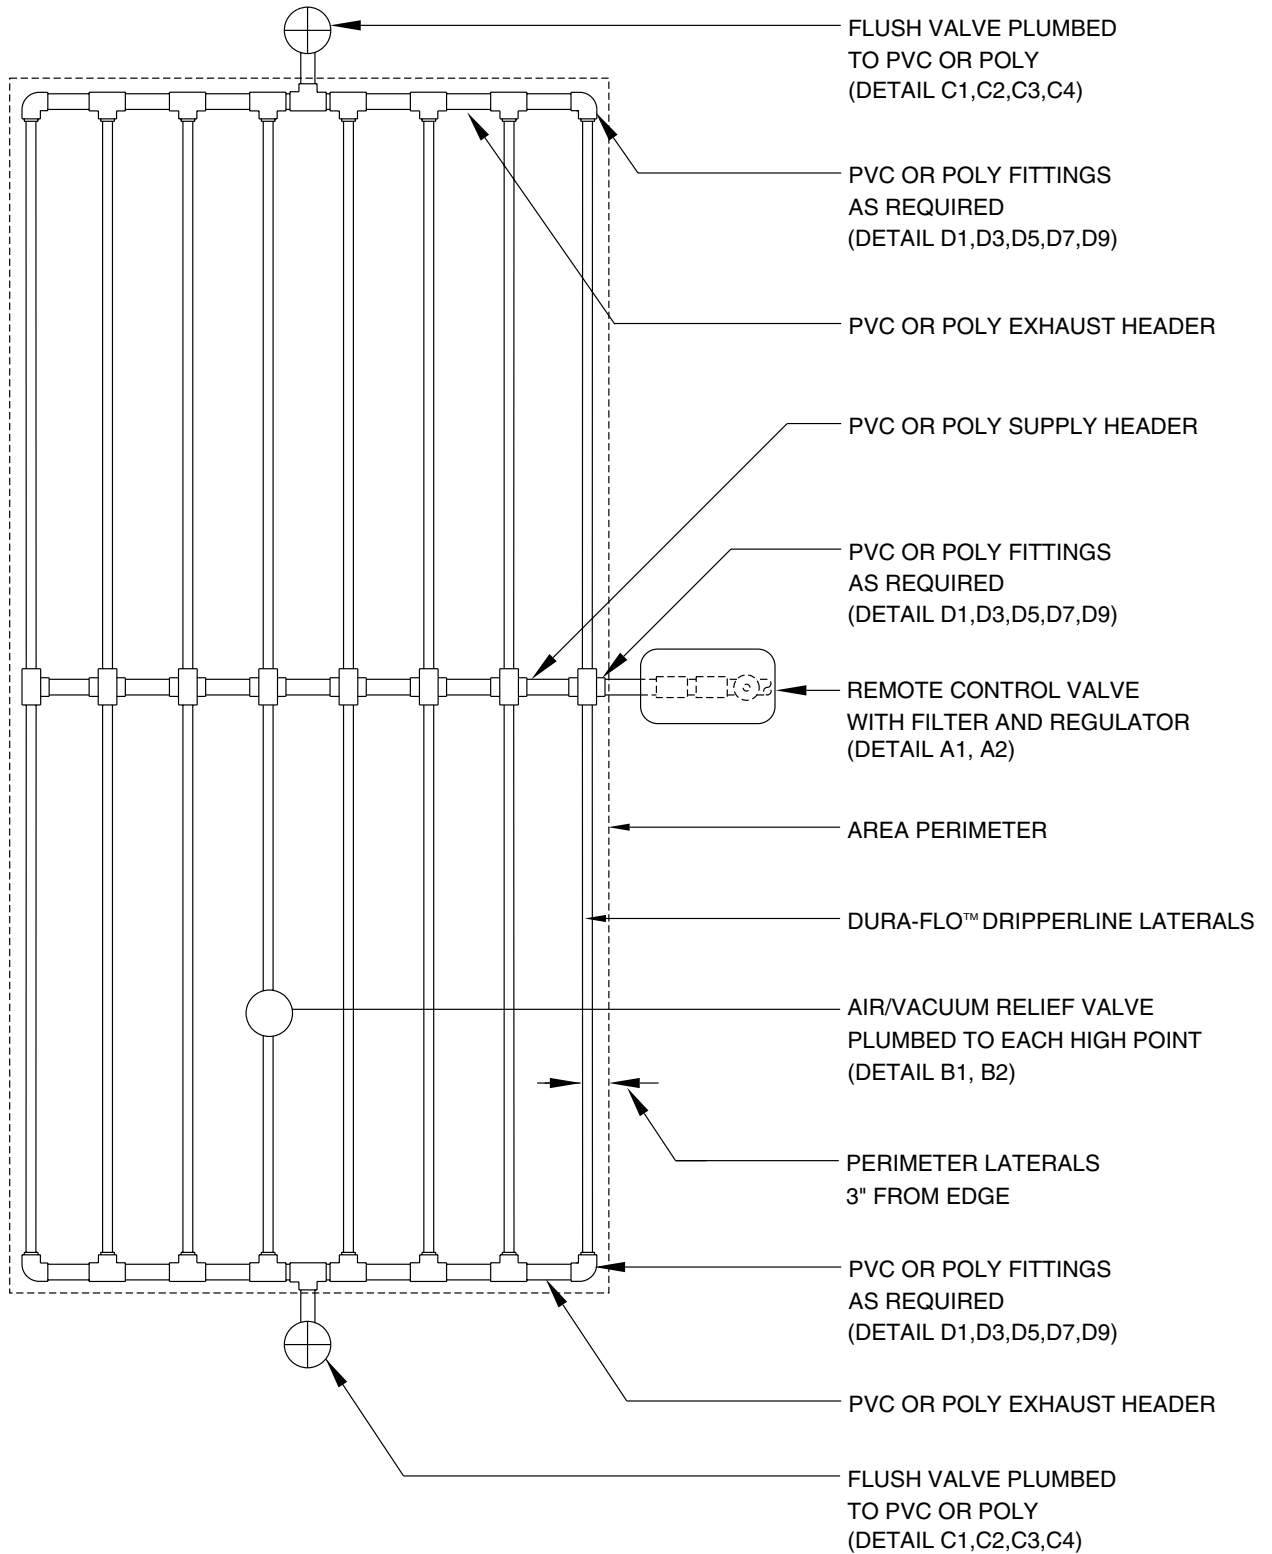 FLUSH VALVE PLUMBED
TO PVC OR POLY
(DETAIL C1,C2,C3,C4)
PVC OR POLY FITTINGS
AS REQUIRED
(DETAIL D1,D3,D5,D7,D9)
PVC OR POLY EXHAUST HEADER
PVC OR POLY SUPPLY HEADER
PVC OR POLY FITTINGS
AS REQUIRED
(DETAIL D1,D3,D5,D7,D9)
REMOTE CONTROL VALVE
WITH FILTER AND REGULATOR
(DETAIL A1, A2)
AREA PERIMETER
DURA-FLO™ DRIPPERLINE LATERALS
AIR/VACUUM RELIEF VALVE
PLUMBED TO EACH HIGH POINT
(DETAIL B1, B2)
PERIMETER LATERALS
3" FROM EDGE
PVC OR POLY FITTINGS
AS REQUIRED
(DETAIL D1,D3,D5,D7,D9)
PVC OR POLY EXHAUST HEADER
FLUSH VALVE PLUMBED
TO PVC OR POLY
(DETAIL C1,C2,C3,C4)